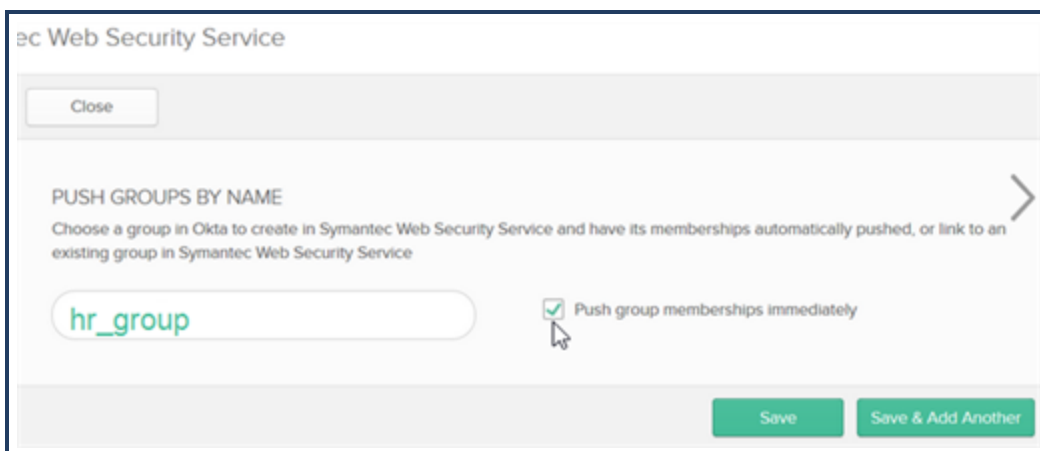 ec Web Security Service
Close
PUSH GROUPS BY NAME
Choose a group in Okta to create in Symantec Web Security Service and have its memberships automatically pushed, or link to an
existing group in Symantec Web Security Service
hr_group
Push group memberships immediately
Save
Save & Add Another